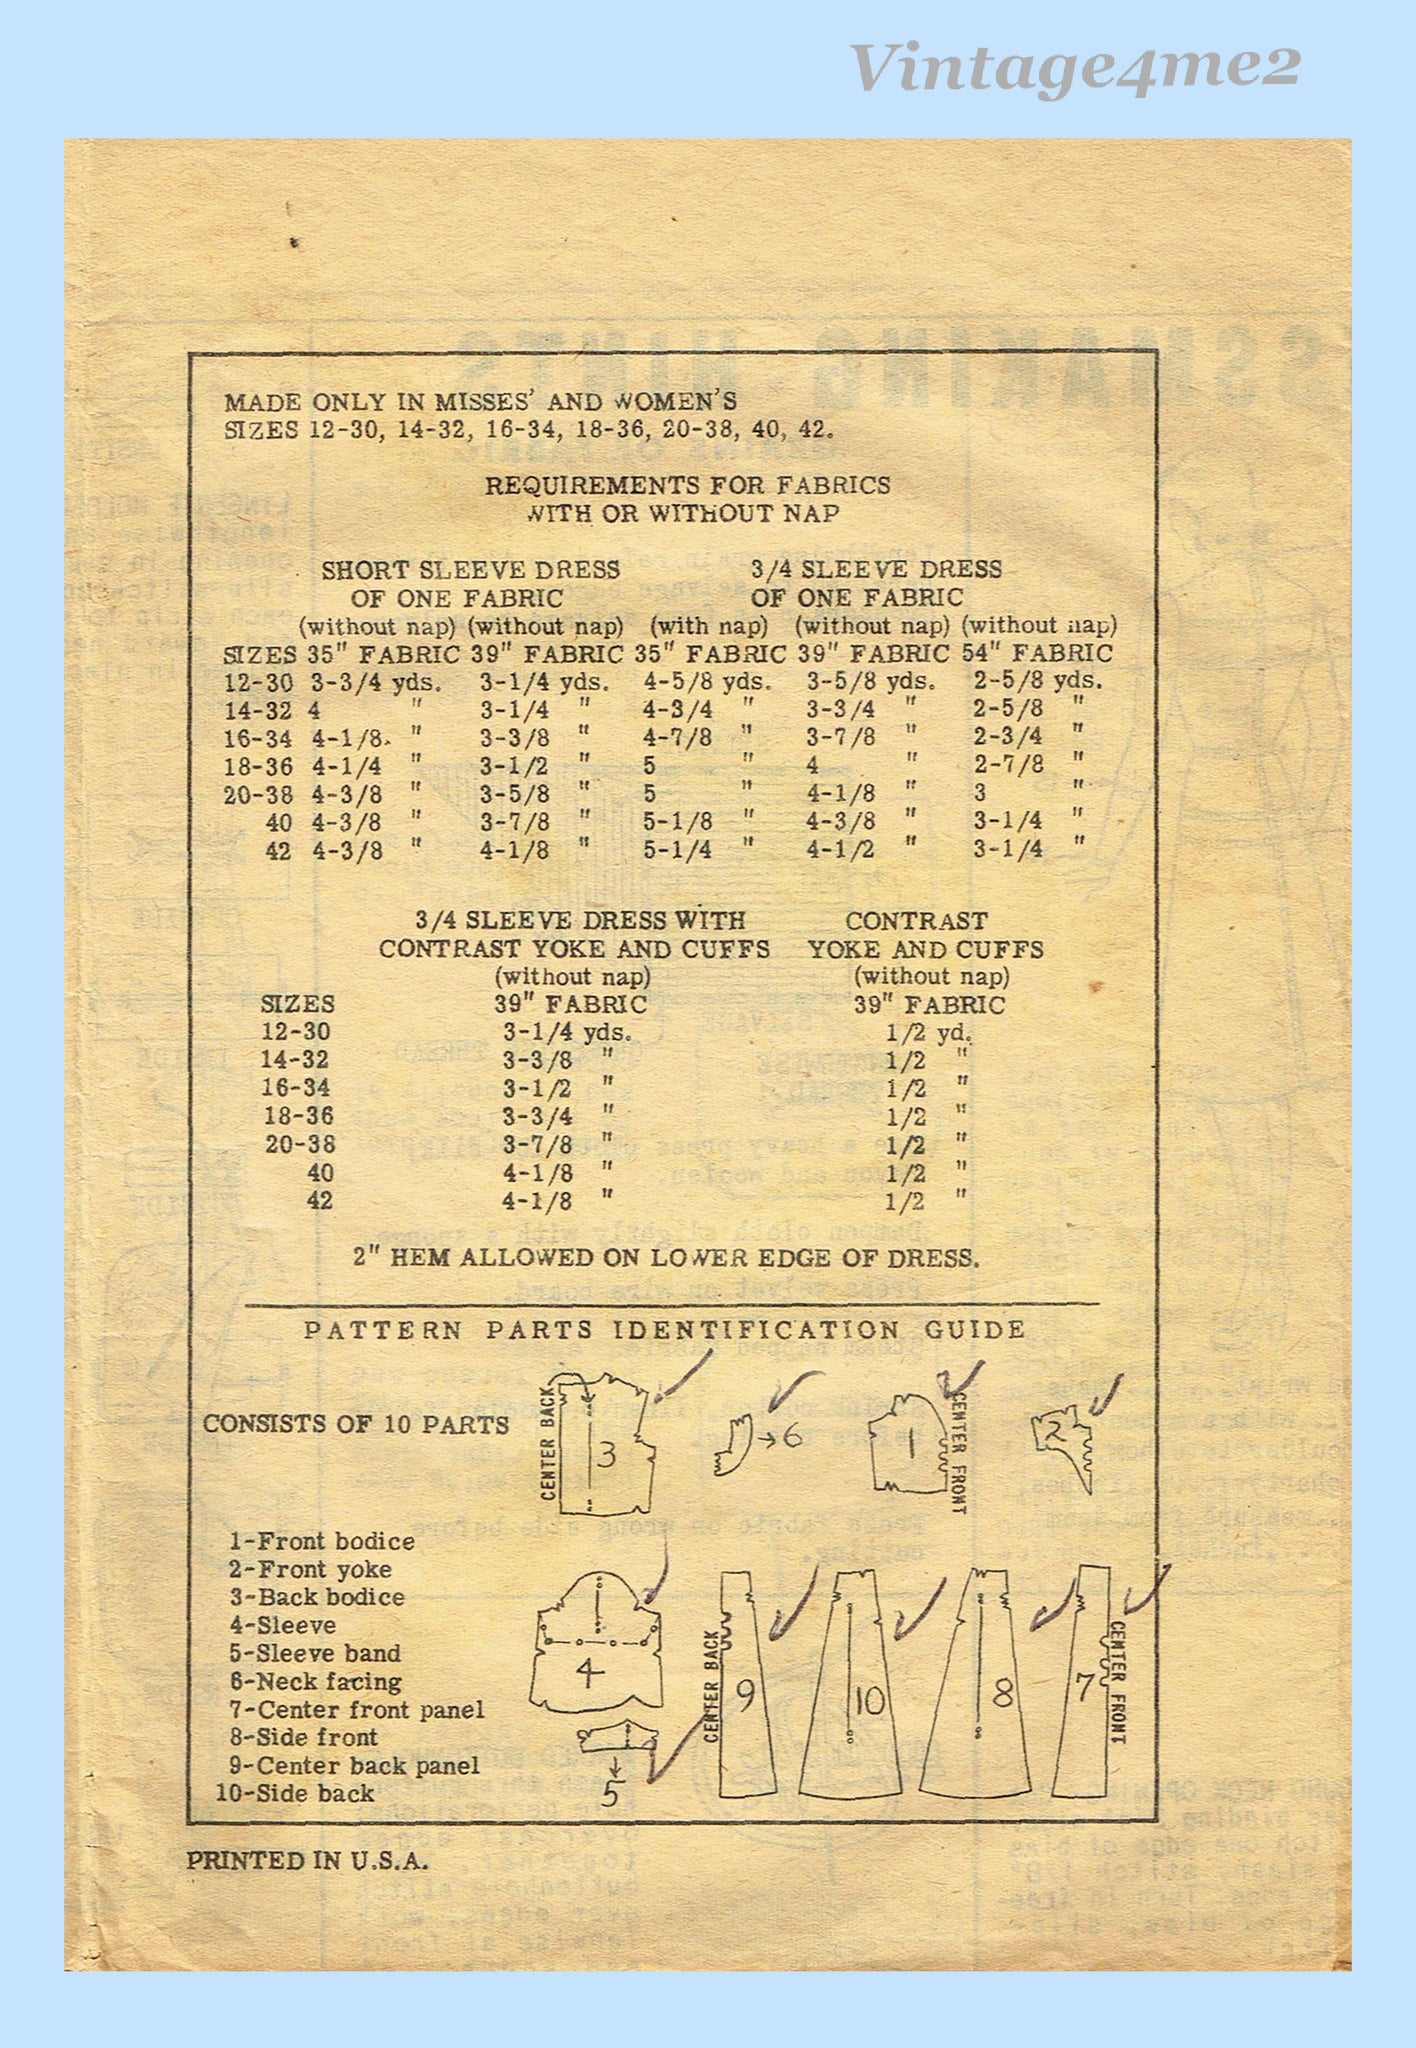 Vintage4me2
MADE ONLY IN MISSES' AND WOMEN'S
SIZES 12-30, 14-32, 16-34, 18-36, 20-38, 40, 42.
REQUIREMENTS FOR FABRICS
WITH OR WITHOUT NAP
SHORT SLEEVE DRESS 3/4 SLEEVE DRESS
OF ONE FABRIC OF ONE FABRIC
(without nap) (without nap) (with nap) (without nap) (without nap)
SIZES 35" FABRIC 39" FABRIC 35" FABRIC 39" FABRIC 54" FABRIC
12-30 3-3/4 yds. 3-1/4 yds. 4-5/8 yds. 3-5/8 yds. 2-5/8 yds.
14-32 4 " 3-1/4 " 4-3/4 " 3-3/4 " 2-5/8 "
16-34 4-1/8 " 3-3/8 " 4-7/8 " 3-7/8 " 2-3/4 "
18-36 4-1/4 " 3-1/2 " 5 " 4 " 2-7/8 "
20-38 4-3/8 " 3-5/8 " 5 " 4-1/8 " 3 "
40 4-3/8 " 3-7/8 " 5-1/8 " 4-3/8 " 3-1/4 "
42 4-3/8 " 4-1/8 " 5-1/4 " 4-1/2 " 3-1/4 "
3/4 SLEEVE DRESS WITH CONTRAST
CONTRAST YOKE AND CUFFS YOKE AND CUFFS
(without nap) (without nap)
SIZES 39" FABRIC 39" FABRIC
12-30 3-1/4 yds. 1/2 yd.
14-32 3-3/8 " 1/2 "
16-34 3-1/2 " 1/2 "
18-36 3-3/4 " 1/2 "
20-38 3-7/8 " 1/2 "
40 4-1/8 " 1/2 "
42 4-1/8 " 1/2 "
2" HEM ALLOWED ON LOWER EDGE OF DRESS.
PATTERN PARTS IDENTIFICATION GUIDE
CONSISTS OF 10 PARTS
CENTER BACK
3
6
1
CENTER FRONT
2
1-Front bodice
2-Front yoke
3-Back bodice
4-Sleeve
5-Sleeve band
6-Neck facing
7-Center front panel
8-Side front
9-Center back panel
10-Side back
4
5
CENTER BACK
9
10
8
7
CENTER FRONT
PRINTED IN U.S.A.